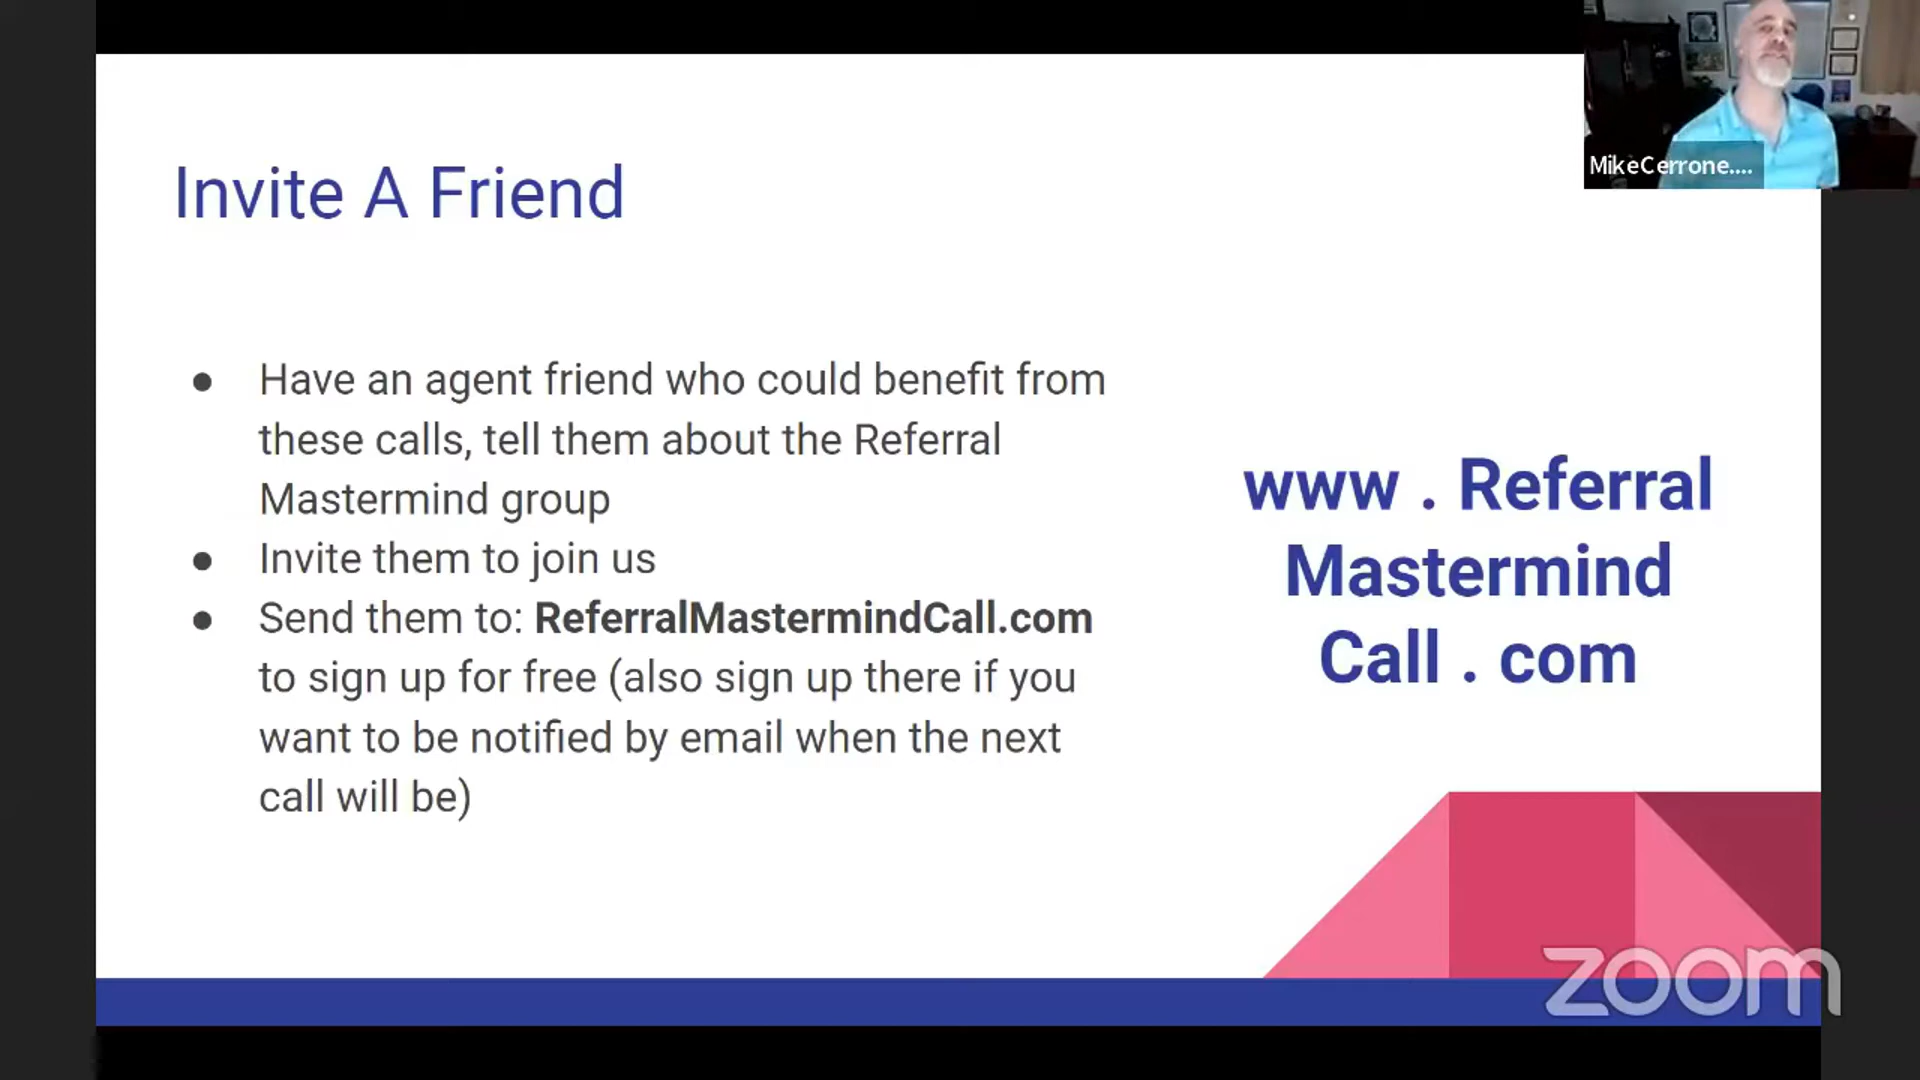 MikeCerrone....
Invite A Friend
● Have an agent friend who could benefit from
these calls, tell them about the Referral
Mastermind group
● Invite them to join us
● Send them to: ReferralMastermindCall.com
to sign up for free (also sign up there if you
want to be notified by email when the next
call will be)
www . Referral
Mastermind
Call . com
zoom